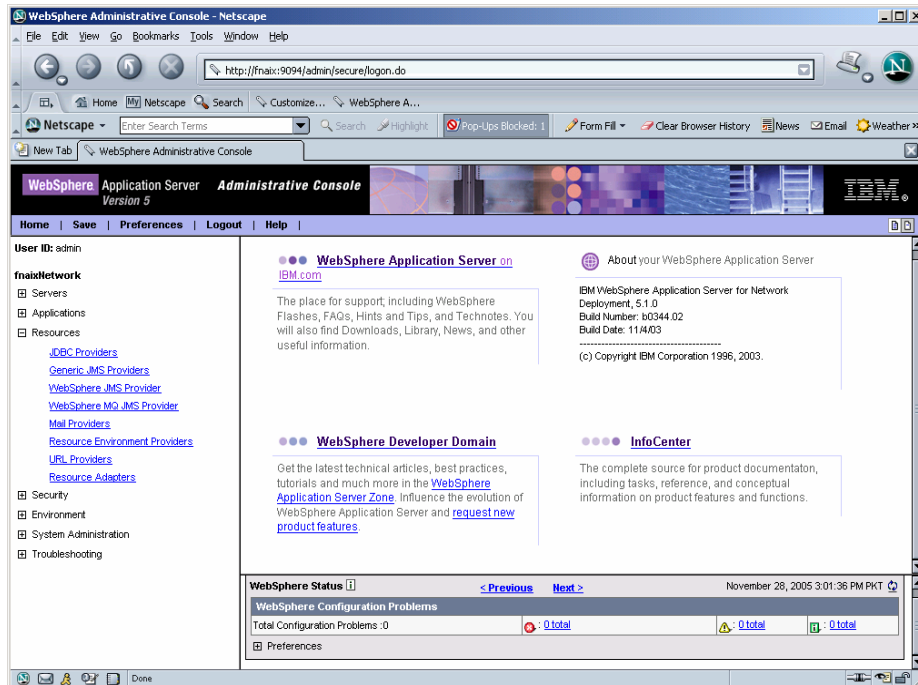 WebSphere Administrative Console - Netscape
File Edit View Go Bookmarks Tools Window Help
http://fnaix:9094/admin/secure/logon.do
Home My Netscape Search Customize... WebSphere A...
Netscape Enter Search Terms Search Highlight Pop-Ups Blocked: 1 Form Fill Clear Browser History News Email Weather
New Tab WebSphere Administrative Console
WebSphere Application Server Administrative Console
Version 5
IBM.
Home | Save | Preferences | Logout | Help |
User ID: admin
fnaixNetwork
Servers
Applications
Resources
JDBC Providers
Generic JMS Providers
WebSphere JMS Provider
WebSphere MQ JMS Provider
Mail Providers
Resource Environment Providers
URL Providers
Resource Adapters
Security
Environment
System Administration
Troubleshooting
WebSphere Application Server on
IBM.com
The place for support; including WebSphere
Flashes, FAQs, Hints and Tips, and Technotes. You
will also find Downloads, Library, News, and other
useful information.
About your WebSphere Application Server
IBM WebSphere Application Server for Network
Deployment, 5.1.0
Build Number: b0344.02
Build Date: 11/4/03
----------------------------------------
(c) Copyright IBM Corporation 1996, 2003.
WebSphere Developer Domain
Get the latest technical articles, best practices,
tutorials and much more in the WebSphere
Application Server Zone. Influence the evolution of
WebSphere Application Server and request new
product features.
InfoCenter
The complete source for product documentaton,
including tasks, reference, and conceptual
information on product features and functions.
WebSphere Status i < Previous Next > November 28, 2005 3:01:36 PM PKT
WebSphere Configuration Problems
Total Configuration Problems :0 : 0 total : 0 total : 0 total
Preferences
Done